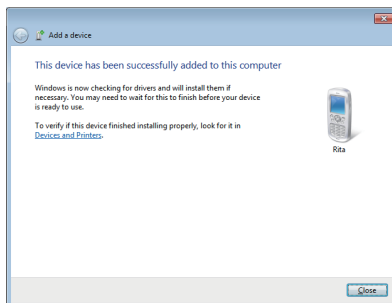 Add a device
This device has been successfully added to this computer
Windows is now checking for drivers and will install them if
necessary. You may need to wait for this to finish before your device
is ready to use.
To verify if this device finished installing properly, look for it in
Devices and Printers.
Rita
Close